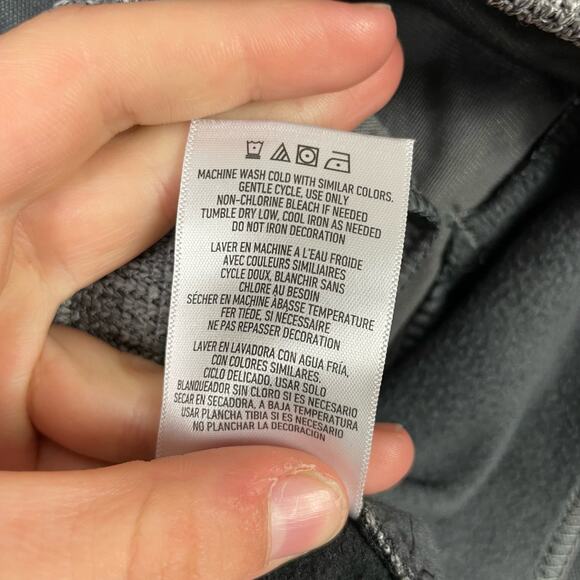 MACHINE WASH COLD WITH SIMILAR COLORS.
GENTLE CYCLE, USE ONLY
NON-CHLORINE BLEACH IF NEEDED
TUMBLE DRY LOW, COOL IRON AS NEEDED
DO NOT IRON DECORATION
LAVER EN MACHINE A L'EAU FROIDE
AVEC COULEURS SIMILIAIRES
CYCLE DOUX, BLANCHIR SANS
CHLORE AU BESOIN
SÉCHER EN MACHINE ÀBASSE TEMPERATURE
FER TIÈDE, SI NÉCESSAIRE
NE PAS REPASSER DECORATION
LAVER EN LAVADORA CON AGUA FRÍA,
CON COLORES SIMILARES.
CICLO DELICADO, USAR SOLO
BLANQUEADOR SIN CLORO SI ES NECESARIO
SECAR EN SECADORA, A BAJA TEMPERATURA
USAR PLANCHA TIBIA SI ES NECESARIO
NO PLANCHAR LA DECORACION